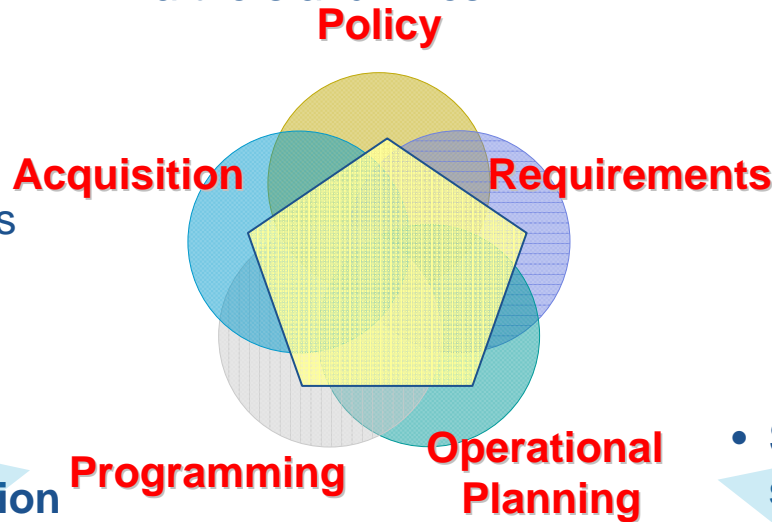 Policy
Acquisition
Requirements
s
Operational
Planning
Programming
• S
s
ion